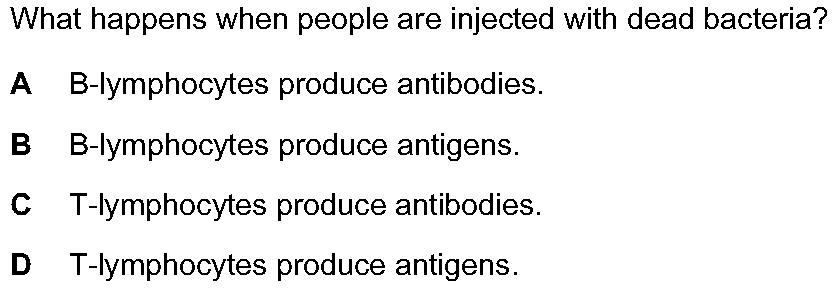 What happens when people are injected with dead bacteria?
A B-lymphocytes produce antibodies.
B B-lymphocytes produce antigens.
C T-lymphocytes produce antibodies.
D T-lymphocytes produce antigens.